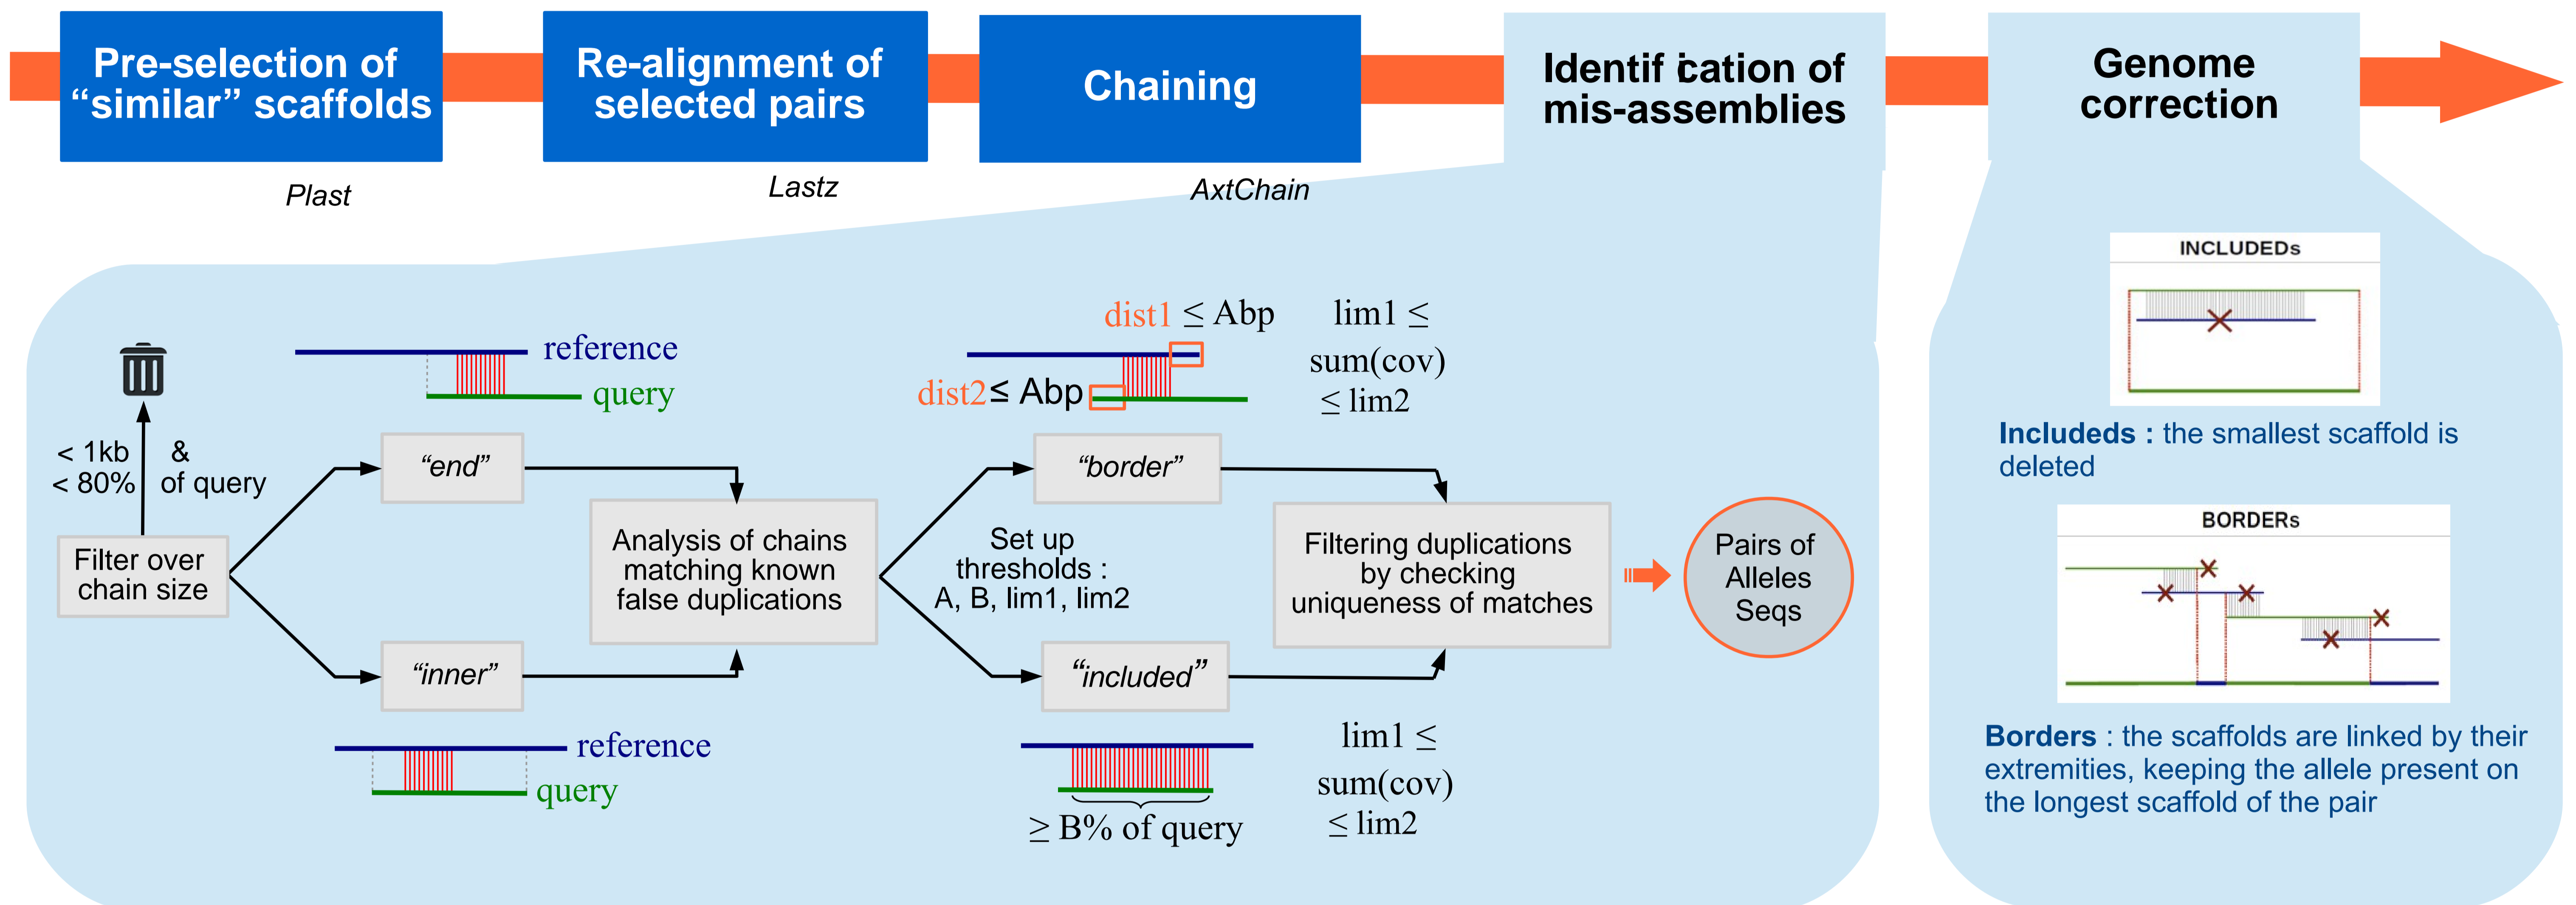 Pre-selection of
“similar” scaffolds
Re-alignment of
selected pairs
Chaining
Identification of
mis-assemblies
Genome
correction
Plast
Lastz
AxtChain
< 1kb &
< 80% of query
Filter over
chain size
reference
query
“end”
“inner”
reference
query
Analysis of chains
matching known
false duplications
dist1 ≤ Abp
dist2 ≤ Abp
lim1 ≤
sum(cov)
≤ lim2
“border”
Set up
thresholds :
A, B, lim1, lim2
“included”
≥ B% of query
lim1 ≤
sum(cov)
≤ lim2
Filtering duplications
by checking
uniqueness of matches
Pairs of
Alleles
Seqs
INCLUDEDs
Includeds : the smallest scaffold is
deleted
BORDERs
Borders : the scaffolds are linked by their
extremities, keeping the allele present on
the longest scaffold of the pair